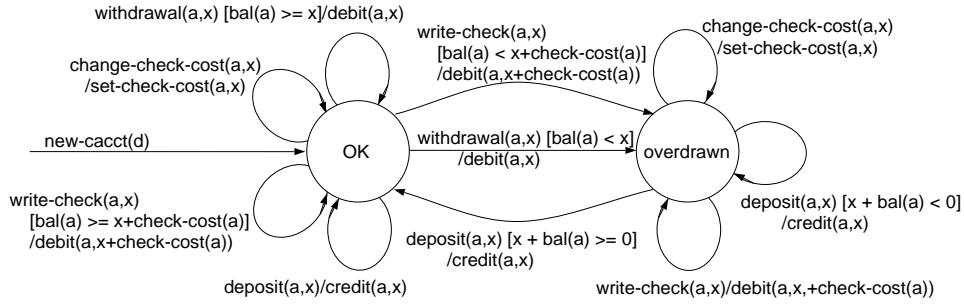 withdrawal(a,x) [bal(a) >= x]/debit(a,x)
change-check-cost(a,x)
/set-check-cost(a,x)
write-check(a,x)
[bal(a) < x+check-cost(a)]
/debit(a,x+check-cost(a))
change-check-cost(a,x)
/set-check-cost(a,x)
new-cacct(d)
OK
withdrawal(a,x) [bal(a) < x]
/debit(a,x)
overdrawn
write-check(a,x)
[bal(a) >= x+check-cost(a)]
/debit(a,x+check-cost(a))
deposit(a,x)/credit(a,x)
deposit(a,x) [x + bal(a) >= 0]
/credit(a,x)
deposit(a,x) [x + bal(a) < 0]
/credit(a,x)
write-check(a,x)/debit(a,x,+check-cost(a))